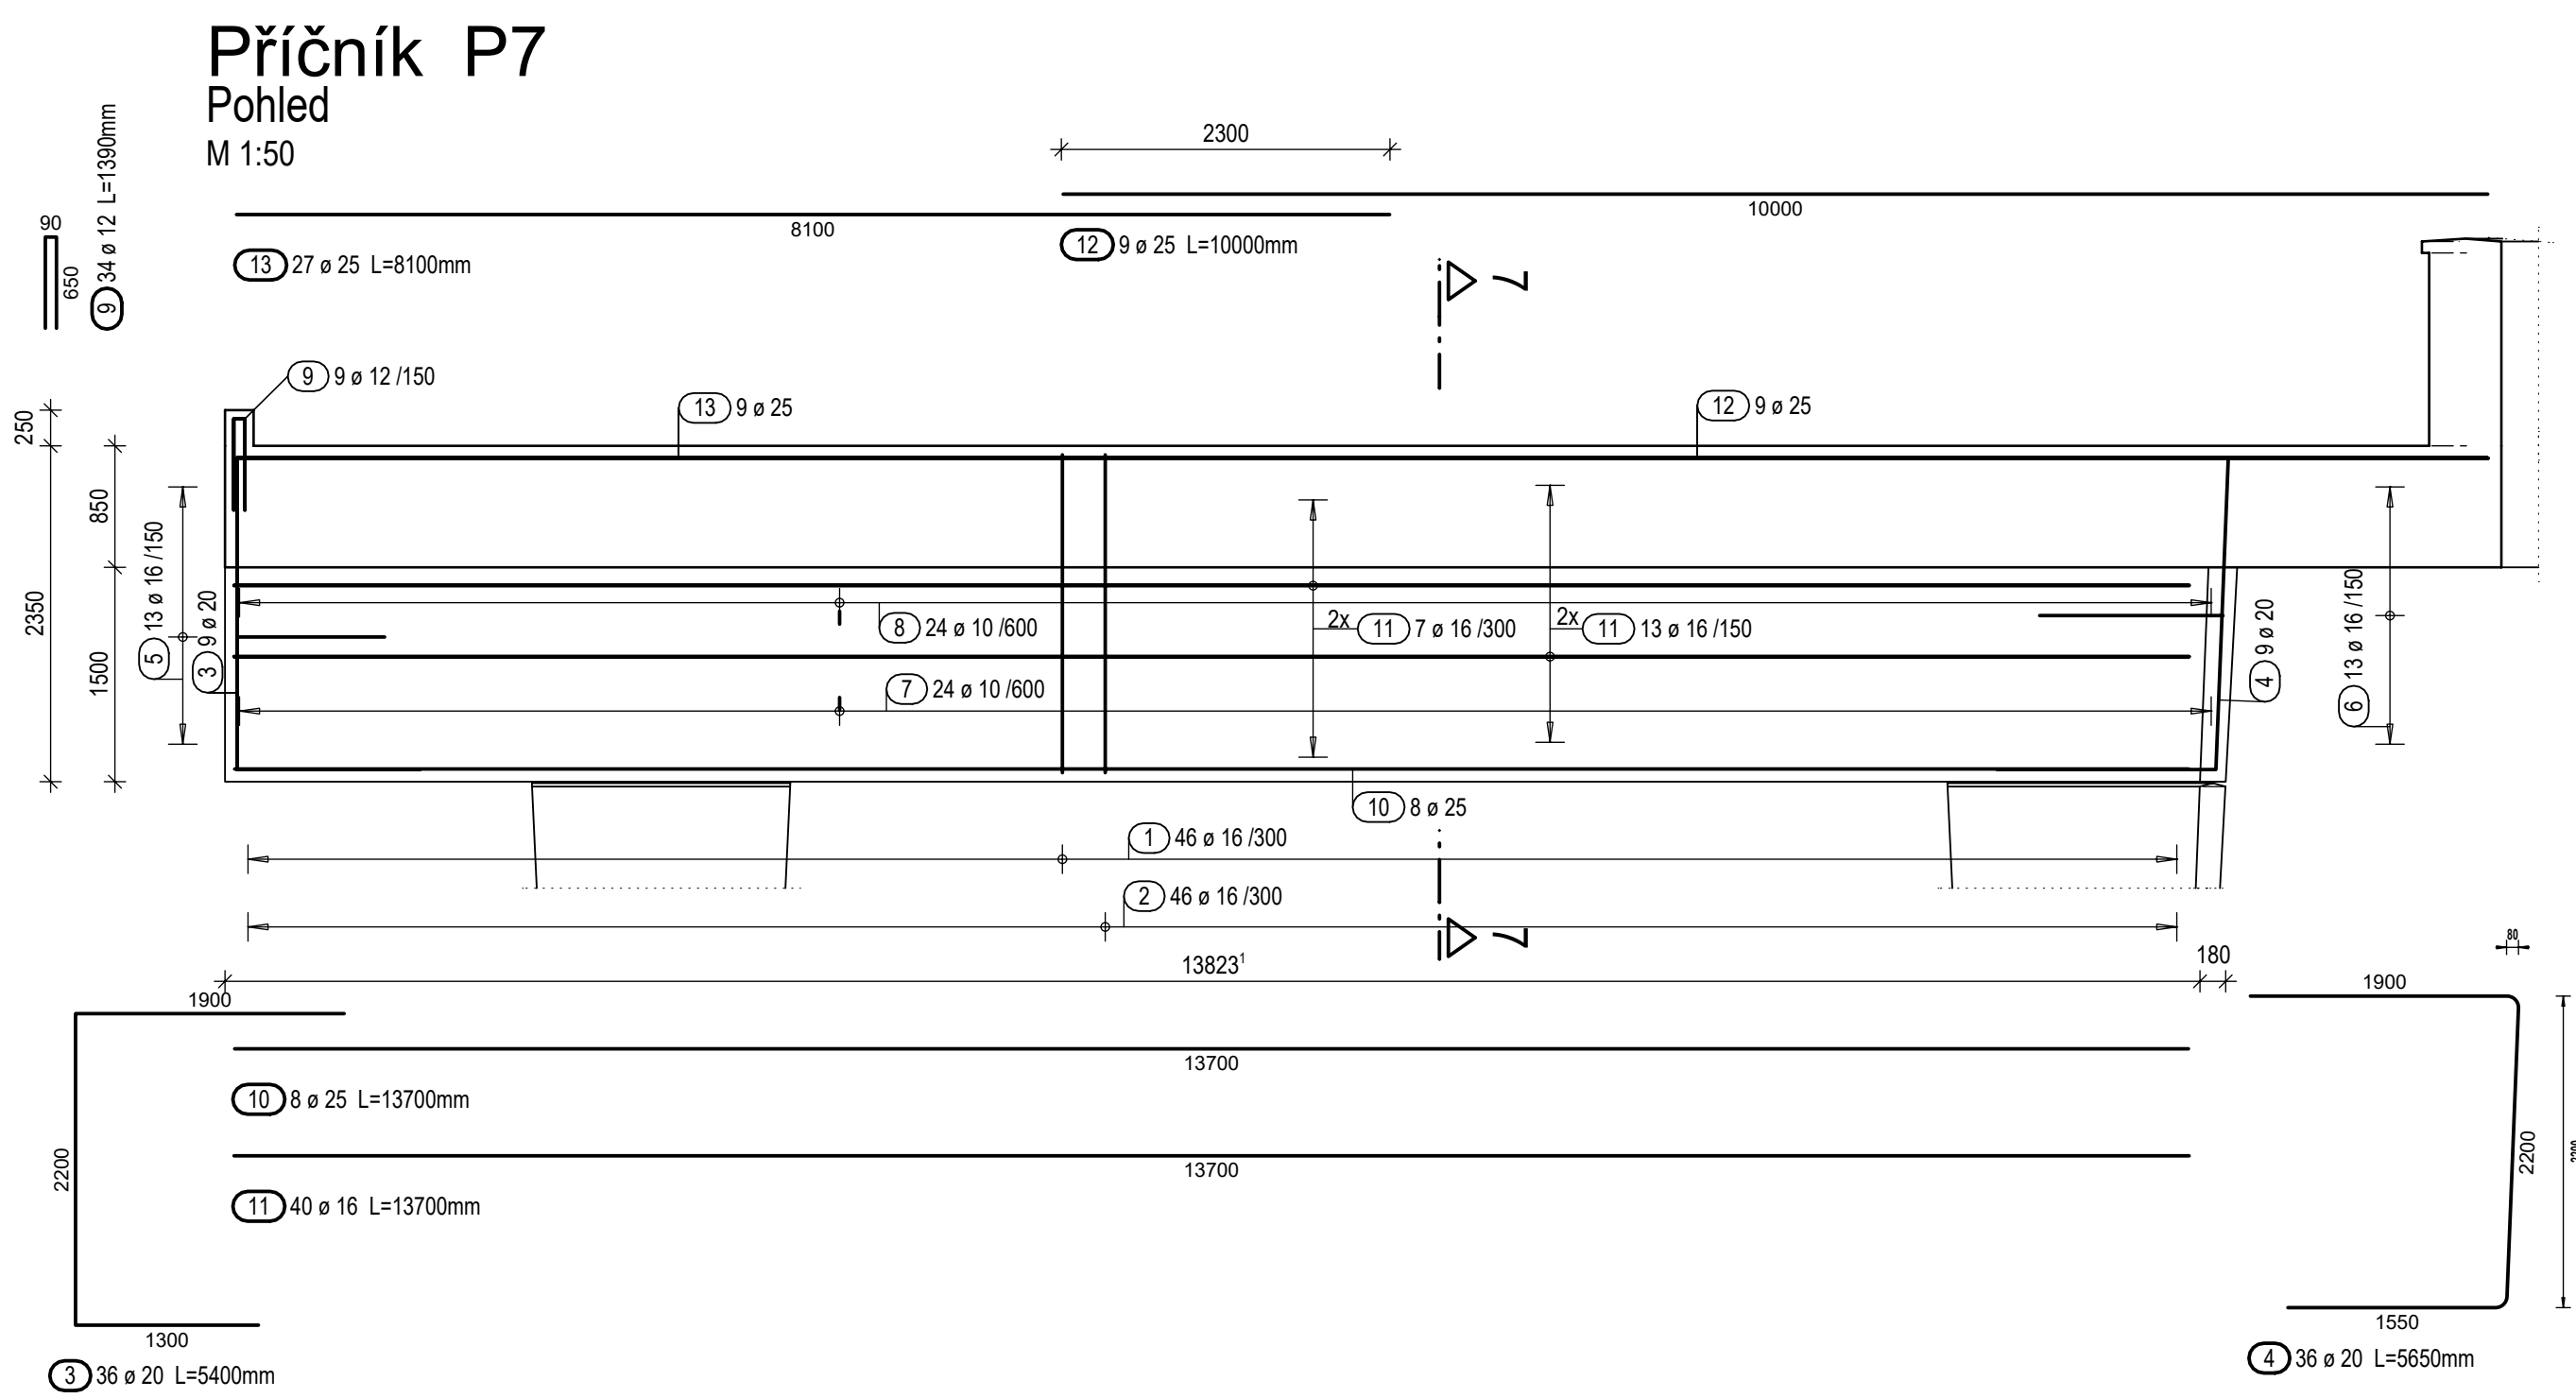 Příčník P7
Pohled
M 1:50
90
650
9 34 ø 12 L=1390mm
2300
10000
8100
12 9 ø 25 L=10000mm
13 27 ø 25 L=8100mm
7
9 9 ø 12 /150
13 9 ø 25
12 9 ø 25
250
850
2350
1500
5 13 ø 16 /150
3 9 ø 20
8 24 ø 10 /600
2x 11 7 ø 16 /300
2x 11 13 ø 16 /150
7 24 ø 10 /600
4 9 ø 20
6 13 ø 16 /150
10 8 ø 25
1 46 ø 16 /300
2 46 ø 16 /300
7
13823¹
180
80
1900
1900
13700
10 8 ø 25 L=13700mm
2200
2200
13700
11 40 ø 16 L=13700mm
1300
1550
3 36 ø 20 L=5400mm
4 36 ø 20 L=5650mm